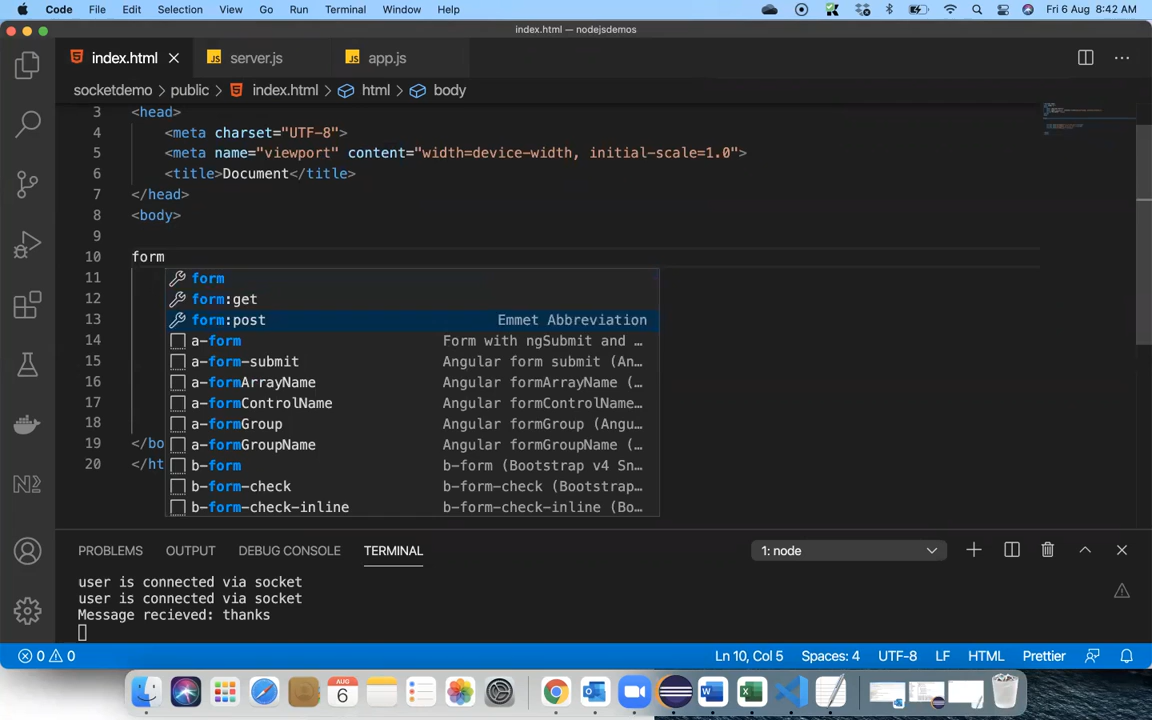 Code File Edit Selection View Go Run Terminal Window Help Fri 6 Aug 8:42 AM
index.html — nodejsdemos
index.html server.js app.js
socketdemo > public > index.html > html > body
3 <head>
4 <meta charset="UTF-8">
5 <meta name="viewport" content="width=device-width, initial-scale=1.0">
6 <title>Document</title>
7 </head>
8 <body>
9
10 form
11 form
12 form:get
13 form:post Emmet Abbreviation
14 a-form Form with ngSubmit and ...
15 a-form-submit Angular form submit (An...
16 a-formArrayName Angular formArrayName (...
17 a-formControlName Angular formControlName...
18 a-formGroup Angular formGroup (Angu...
19 </bo a-formGroupName Angular formGroupName (...
20 </ht b-form b-form (Bootstrap v4 Sn...
b-form-check b-form-check (Bootstrap...
b-form-check-inline b-form-check-inline (Bo...
PROBLEMS OUTPUT DEBUG CONSOLE TERMINAL 1: node
user is connected via socket
user is connected via socket
Message recieved: thanks
0 0 Ln 10, Col 5 Spaces: 4 UTF-8 LF HTML Prettier
AUG
6